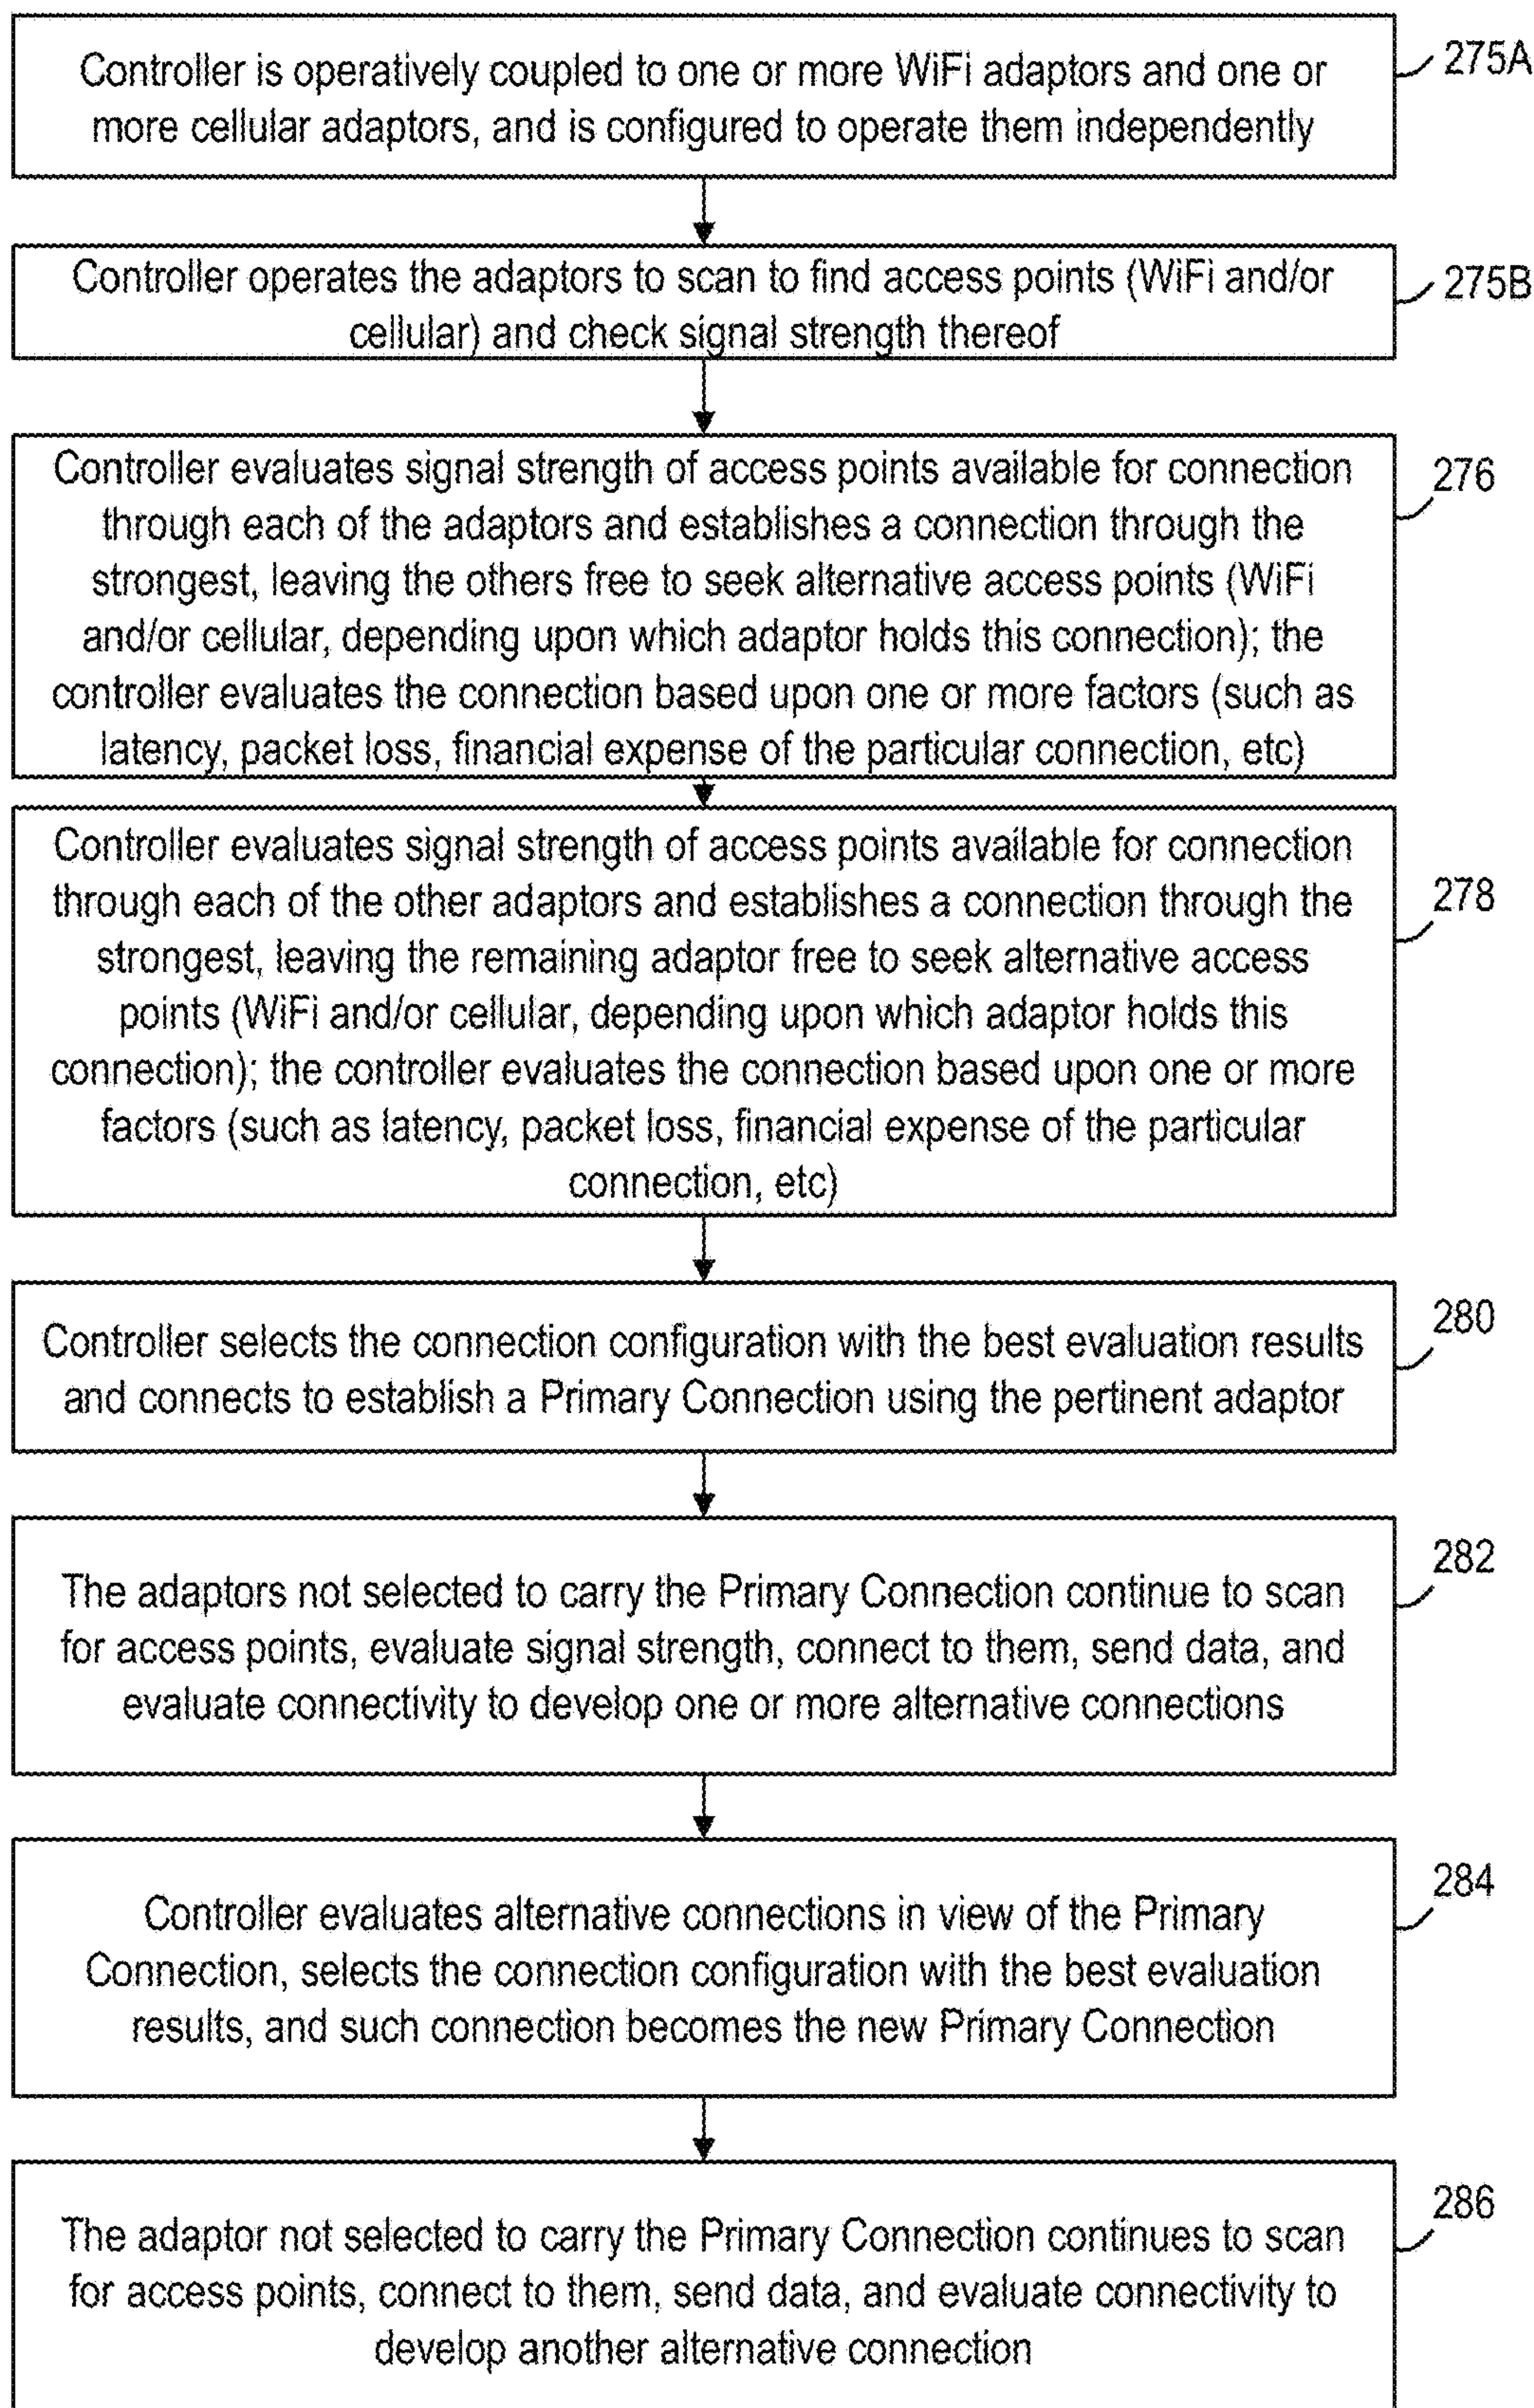 Controller is operatively coupled to one or more WiFi adaptors and one or
more cellular adaptors, and is configured to operate them independently
275A
Controller operates the adaptors to scan to find access points (WiFi and/or
cellular) and check signal strength thereof
275B
Controller evaluates signal strength of access points available for connection
through each of the adaptors and establishes a connection through the
strongest, leaving the others free to seek alternative access points (WiFi
and/or cellular, depending upon which adaptor holds this connection); the
controller evaluates the connection based upon one or more factors (such as
latency, packet loss, financial expense of the particular connection, etc)
276
Controller evaluates signal strength of access points available for connection
through each of the other adaptors and establishes a connection through the
strongest, leaving the remaining adaptor free to seek alternative access
points (WiFi and/or cellular, depending upon which adaptor holds this
connection); the controller evaluates the connection based upon one or more
factors (such as latency, packet loss, financial expense of the particular
connection, etc)
278
Controller selects the connection configuration with the best evaluation results
and connects to establish a Primary Connection using the pertinent adaptor
280
The adaptors not selected to carry the Primary Connection continue to scan
for access points, evaluate signal strength, connect to them, send data, and
evaluate connectivity to develop one or more alternative connections
282
Controller evaluates alternative connections in view of the Primary
Connection, selects the connection configuration with the best evaluation
results, and such connection becomes the new Primary Connection
284
The adaptor not selected to carry the Primary Connection continues to scan
for access points, connect to them, send data, and evaluate connectivity to
develop another alternative connection
286